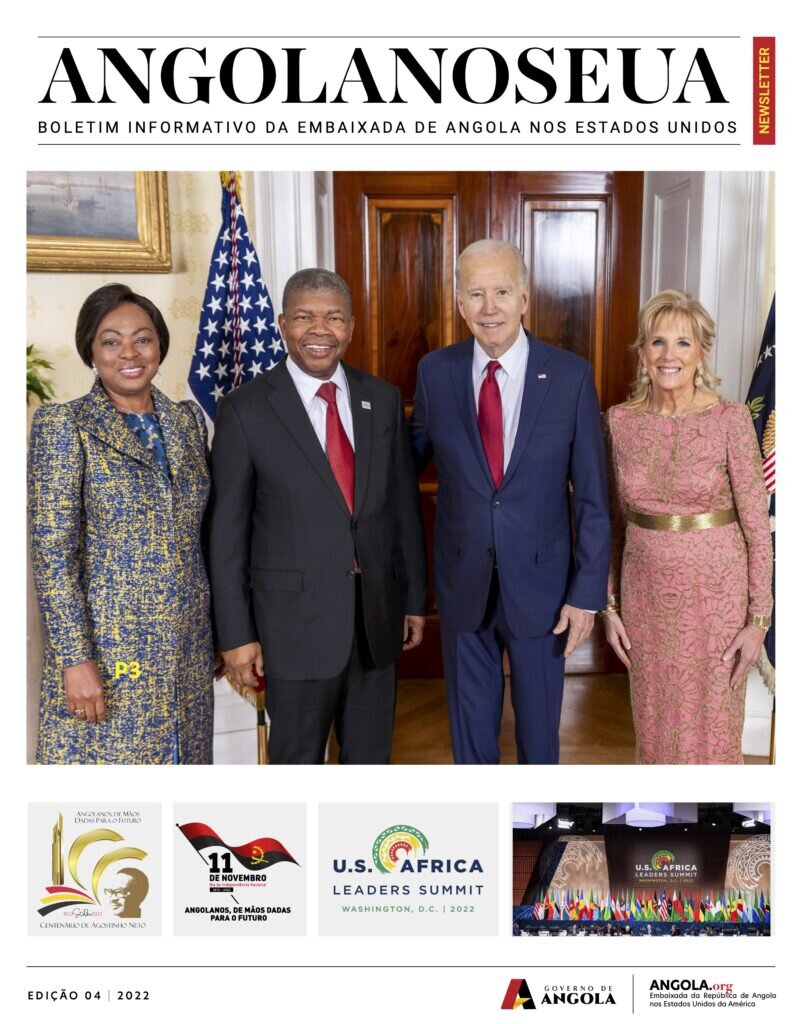 ANGOLANOSEUA
NEWSLETTER
BOLETIM INFORMATIVO DA EMBAIXADA DE ANGOLA NOS ESTADOS UNIDOS
P3
ANGOLANOS, DE MÃOS
DADAS PARA O FUTURO
1922 2022
CENTENÁRIO DE AGOSTINHO NETO
11
DE NOVEMBRO
Dia da Independência Nacional
ANGOLANOS, DE MÃOS DADAS
PARA O FUTURO
U.S. AFRICA
LEADERS SUMMIT
WASHINGTON, D.C. | 2022
U.S. AFRICA
LEADERS SUMMIT
WASHINGTON, D.C. | 2022
EDIÇÃO 04 | 2022
GOVERNO DE
ANGOLA
ANGOLA.org
Embaixada da República de Angola
nos Estados Unidos da América